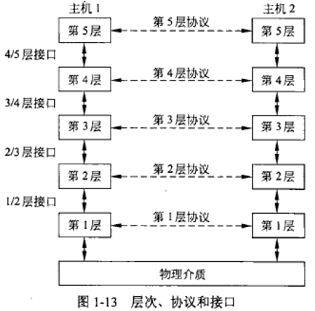 主机 1 主机 2
第 5 层 第 5 层协议 第 5 层
4/5 层接口
第 4 层 第 4 层协议 第 4 层
3/4 层接口
第 3 层 第 3 层协议 第 3 层
2/3 层接口
第 2 层 第 2 层协议 第 2 层
1/2 层接口
第 1 层 第 1 层协议 第 1 层
物理介质
图 1-13 层次、协议和接口